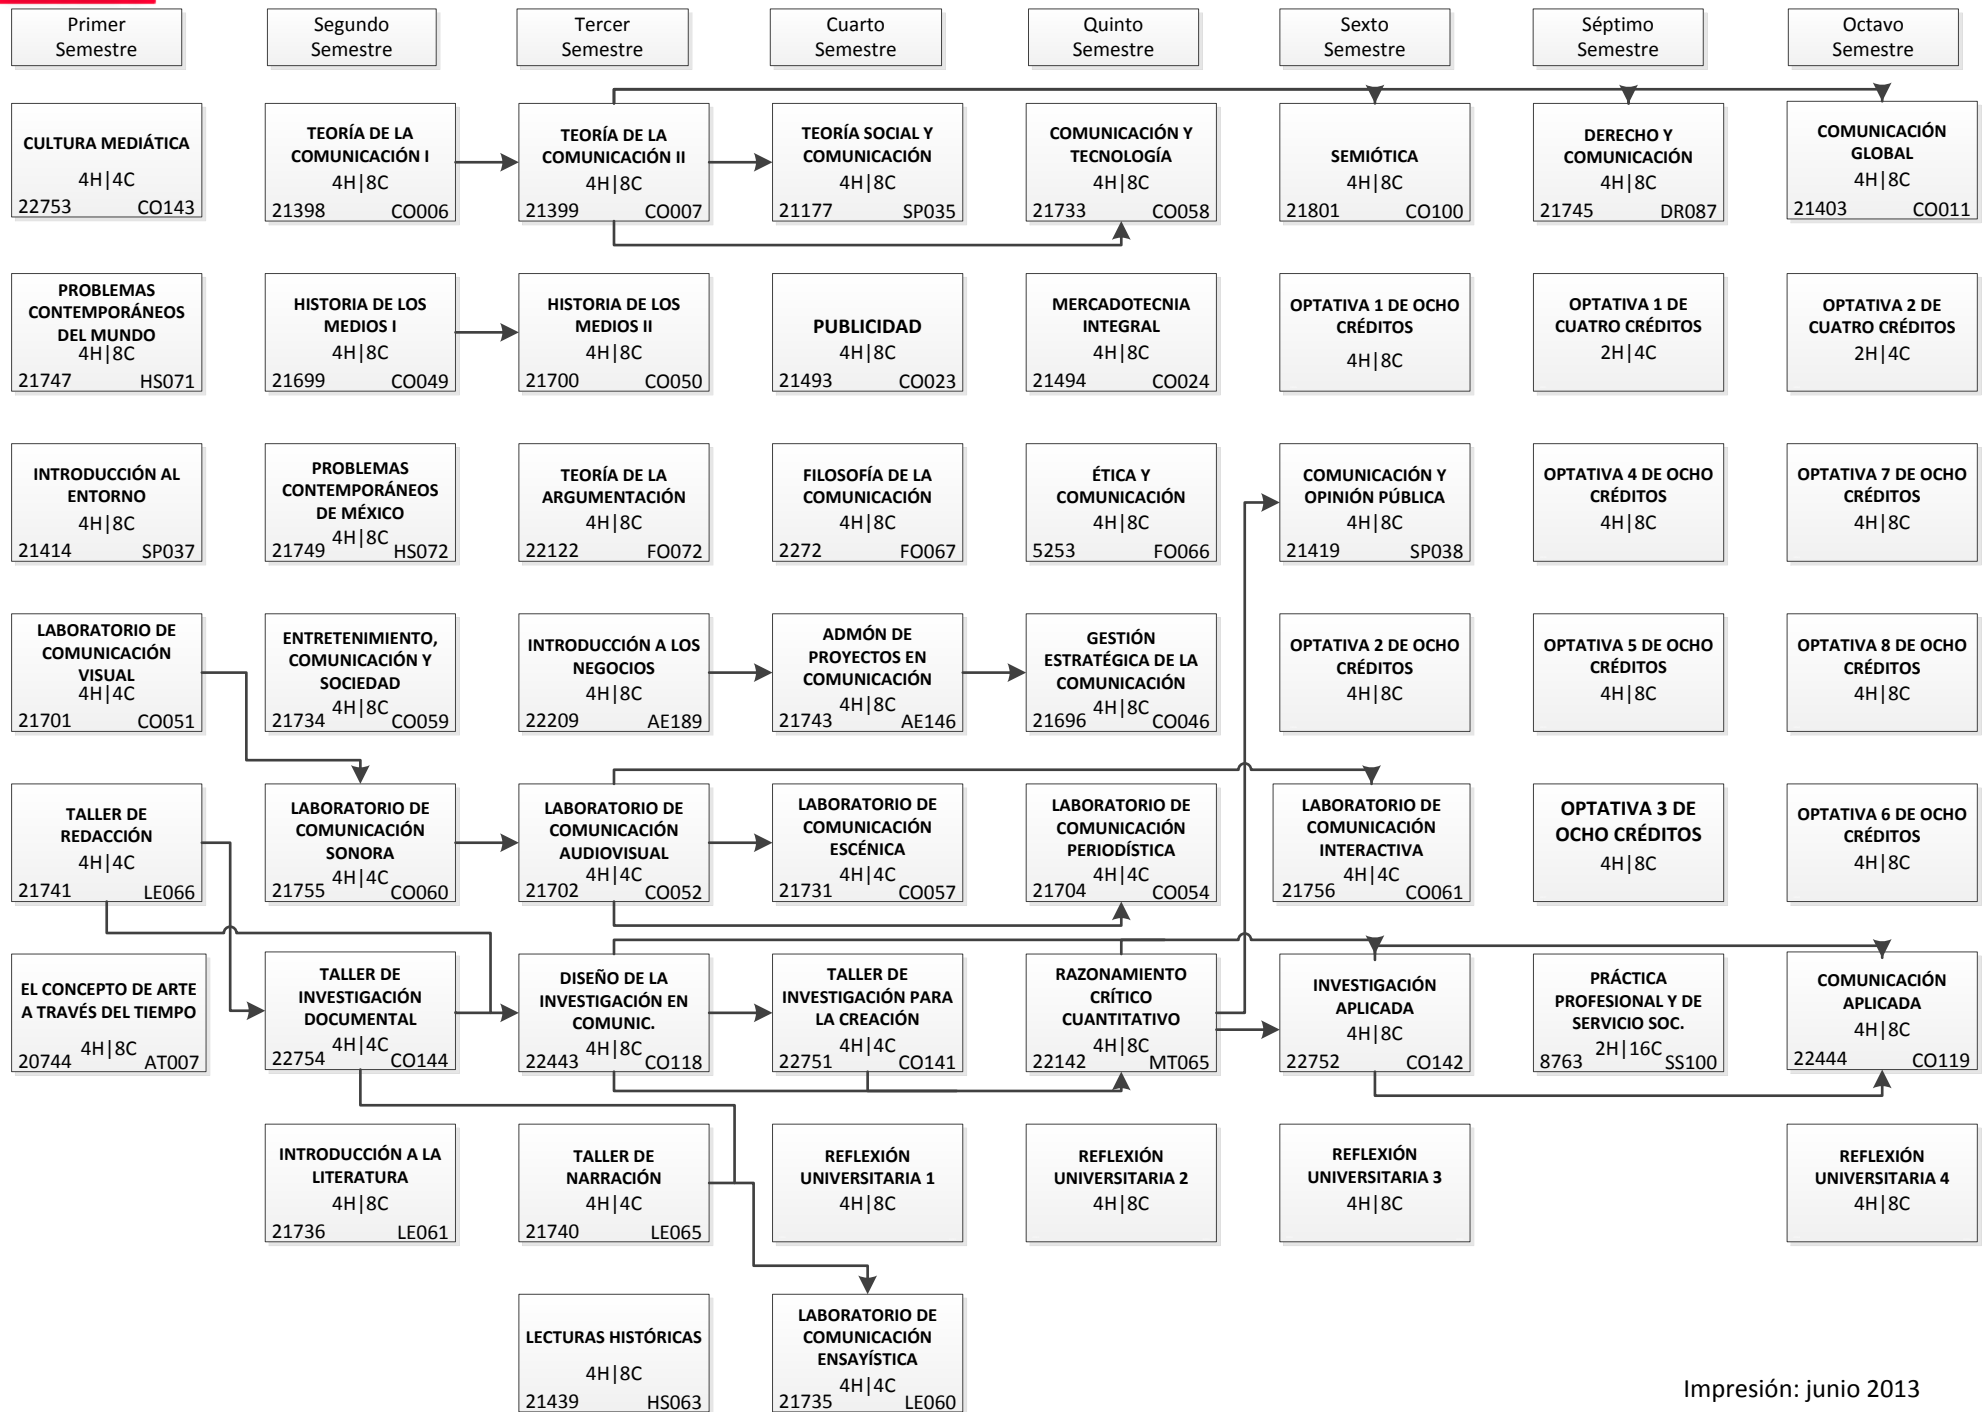 Primer
Semestre
Segundo
Semestre
Tercer
Semestre
Cuarto
Semestre
Quinto
Semestre
Sexto
Semestre
Séptimo
Semestre
Octavo
Semestre
CULTURA MEDIÁTICA
4H|4C
22753 CO143
TEORÍA DE LA
COMUNICACIÓN I
4H|8C
21398 CO006
TEORÍA DE LA
COMUNICACIÓN II
4H|8C
21399 CO007
TEORÍA SOCIAL Y
COMUNICACIÓN
4H|8C
21177 SP035
COMUNICACIÓN Y
TECNOLOGÍA
4H|8C
21733 CO058
SEMIÓTICA
4H|8C
21801 CO100
DERECHO Y
COMUNICACIÓN
4H|8C
21745 DR087
COMUNICACIÓN
GLOBAL
4H|8C
21403 CO011
PROBLEMAS
CONTEMPORÁNEOS
DEL MUNDO
4H|8C
21747 HS071
HISTORIA DE LOS
MEDIOS I
4H|8C
21699 CO049
HISTORIA DE LOS
MEDIOS II
4H|8C
21700 CO050
PUBLICIDAD
4H|8C
21493 CO023
MERCADOTECNIA
INTEGRAL
4H|8C
21494 CO024
OPTATIVA 1 DE OCHO
CRÉDITOS
4H|8C
OPTATIVA 1 DE
CUATRO CRÉDITOS
2H|4C
OPTATIVA 2 DE
CUATRO CRÉDITOS
2H|4C
INTRODUCCIÓN AL
ENTORNO
4H|8C
21414 SP037
PROBLEMAS
CONTEMPORÁNEOS
DE MÉXICO
4H|8C
21749 HS072
TEORÍA DE LA
ARGUMENTACIÓN
4H|8C
22122 FO072
FILOSOFÍA DE LA
COMUNICACIÓN
4H|8C
2272 FO067
ÉTICA Y
COMUNICACIÓN
4H|8C
5253 FO066
COMUNICACIÓN Y
OPINIÓN PÚBLICA
4H|8C
21419 SP038
OPTATIVA 4 DE OCHO
CRÉDITOS
4H|8C
OPTATIVA 7 DE OCHO
CRÉDITOS
4H|8C
LABORATORIO DE
COMUNICACIÓN
VISUAL
4H|4C
21701 CO051
ENTRETENIMIENTO,
COMUNICACIÓN Y
SOCIEDAD
4H|8C
21734 CO059
INTRODUCCIÓN A LOS
NEGOCIOS
4H|8C
22209 AE189
ADMÓN DE
PROYECTOS EN
COMUNICACIÓN
4H|8C
21743 AE146
GESTIÓN
ESTRATÉGICA DE LA
COMUNICACIÓN
4H|8C
21696 CO046
OPTATIVA 2 DE OCHO
CRÉDITOS
4H|8C
OPTATIVA 5 DE OCHO
CRÉDITOS
4H|8C
OPTATIVA 8 DE OCHO
CRÉDITOS
4H|8C
TALLER DE
REDACCIÓN
4H|4C
21741 LE066
LABORATORIO DE
COMUNICACIÓN
SONORA
4H|4C
21755 CO060
LABORATORIO DE
COMUNICACIÓN
AUDIOVISUAL
4H|4C
21702 CO052
LABORATORIO DE
COMUNICACIÓN
ESCÉNICA
4H|4C
21731 CO057
LABORATORIO DE
COMUNICACIÓN
PERIODÍSTICA
4H|4C
21704 CO054
LABORATORIO DE
COMUNICACIÓN
INTERACTIVA
4H|4C
21756 CO061
OPTATIVA 3 DE
OCHO CRÉDITOS
4H|8C
OPTATIVA 6 DE OCHO
CRÉDITOS
4H|8C
EL CONCEPTO DE ARTE
A TRAVÉS DEL TIEMPO
4H|8C
20744 AT007
TALLER DE
INVESTIGACIÓN
DOCUMENTAL
4H|4C
22754 CO144
DISEÑO DE LA
INVESTIGACIÓN EN
COMUNIC.
4H|8C
22443 CO118
TALLER DE
INVESTIGACIÓN PARA
LA CREACIÓN
4H|4C
22751 CO141
RAZONAMIENTO
CRÍTICO
CUANTITATIVO
4H|8C
22142 MT065
INVESTIGACIÓN
APLICADA
4H|8C
22752 CO142
PRÁCTICA
PROFESIONAL Y DE
SERVICIO SOC.
2H|16C
8763 SS100
COMUNICACIÓN
APLICADA
4H|8C
22444 CO119
INTRODUCCIÓN A LA
LITERATURA
4H|8C
21736 LE061
TALLER DE
NARRACIÓN
4H|4C
21740 LE065
REFLEXIÓN
UNIVERSITARIA 1
4H|8C
REFLEXIÓN
UNIVERSITARIA 2
4H|8C
REFLEXIÓN
UNIVERSITARIA 3
4H|8C
REFLEXIÓN
UNIVERSITARIA 4
4H|8C
LECTURAS HISTÓRICAS
4H|8C
21439 HS063
LABORATORIO DE
COMUNICACIÓN
ENSAYÍSTICA
4H|4C
21735 LE060
Impresión: junio 2013